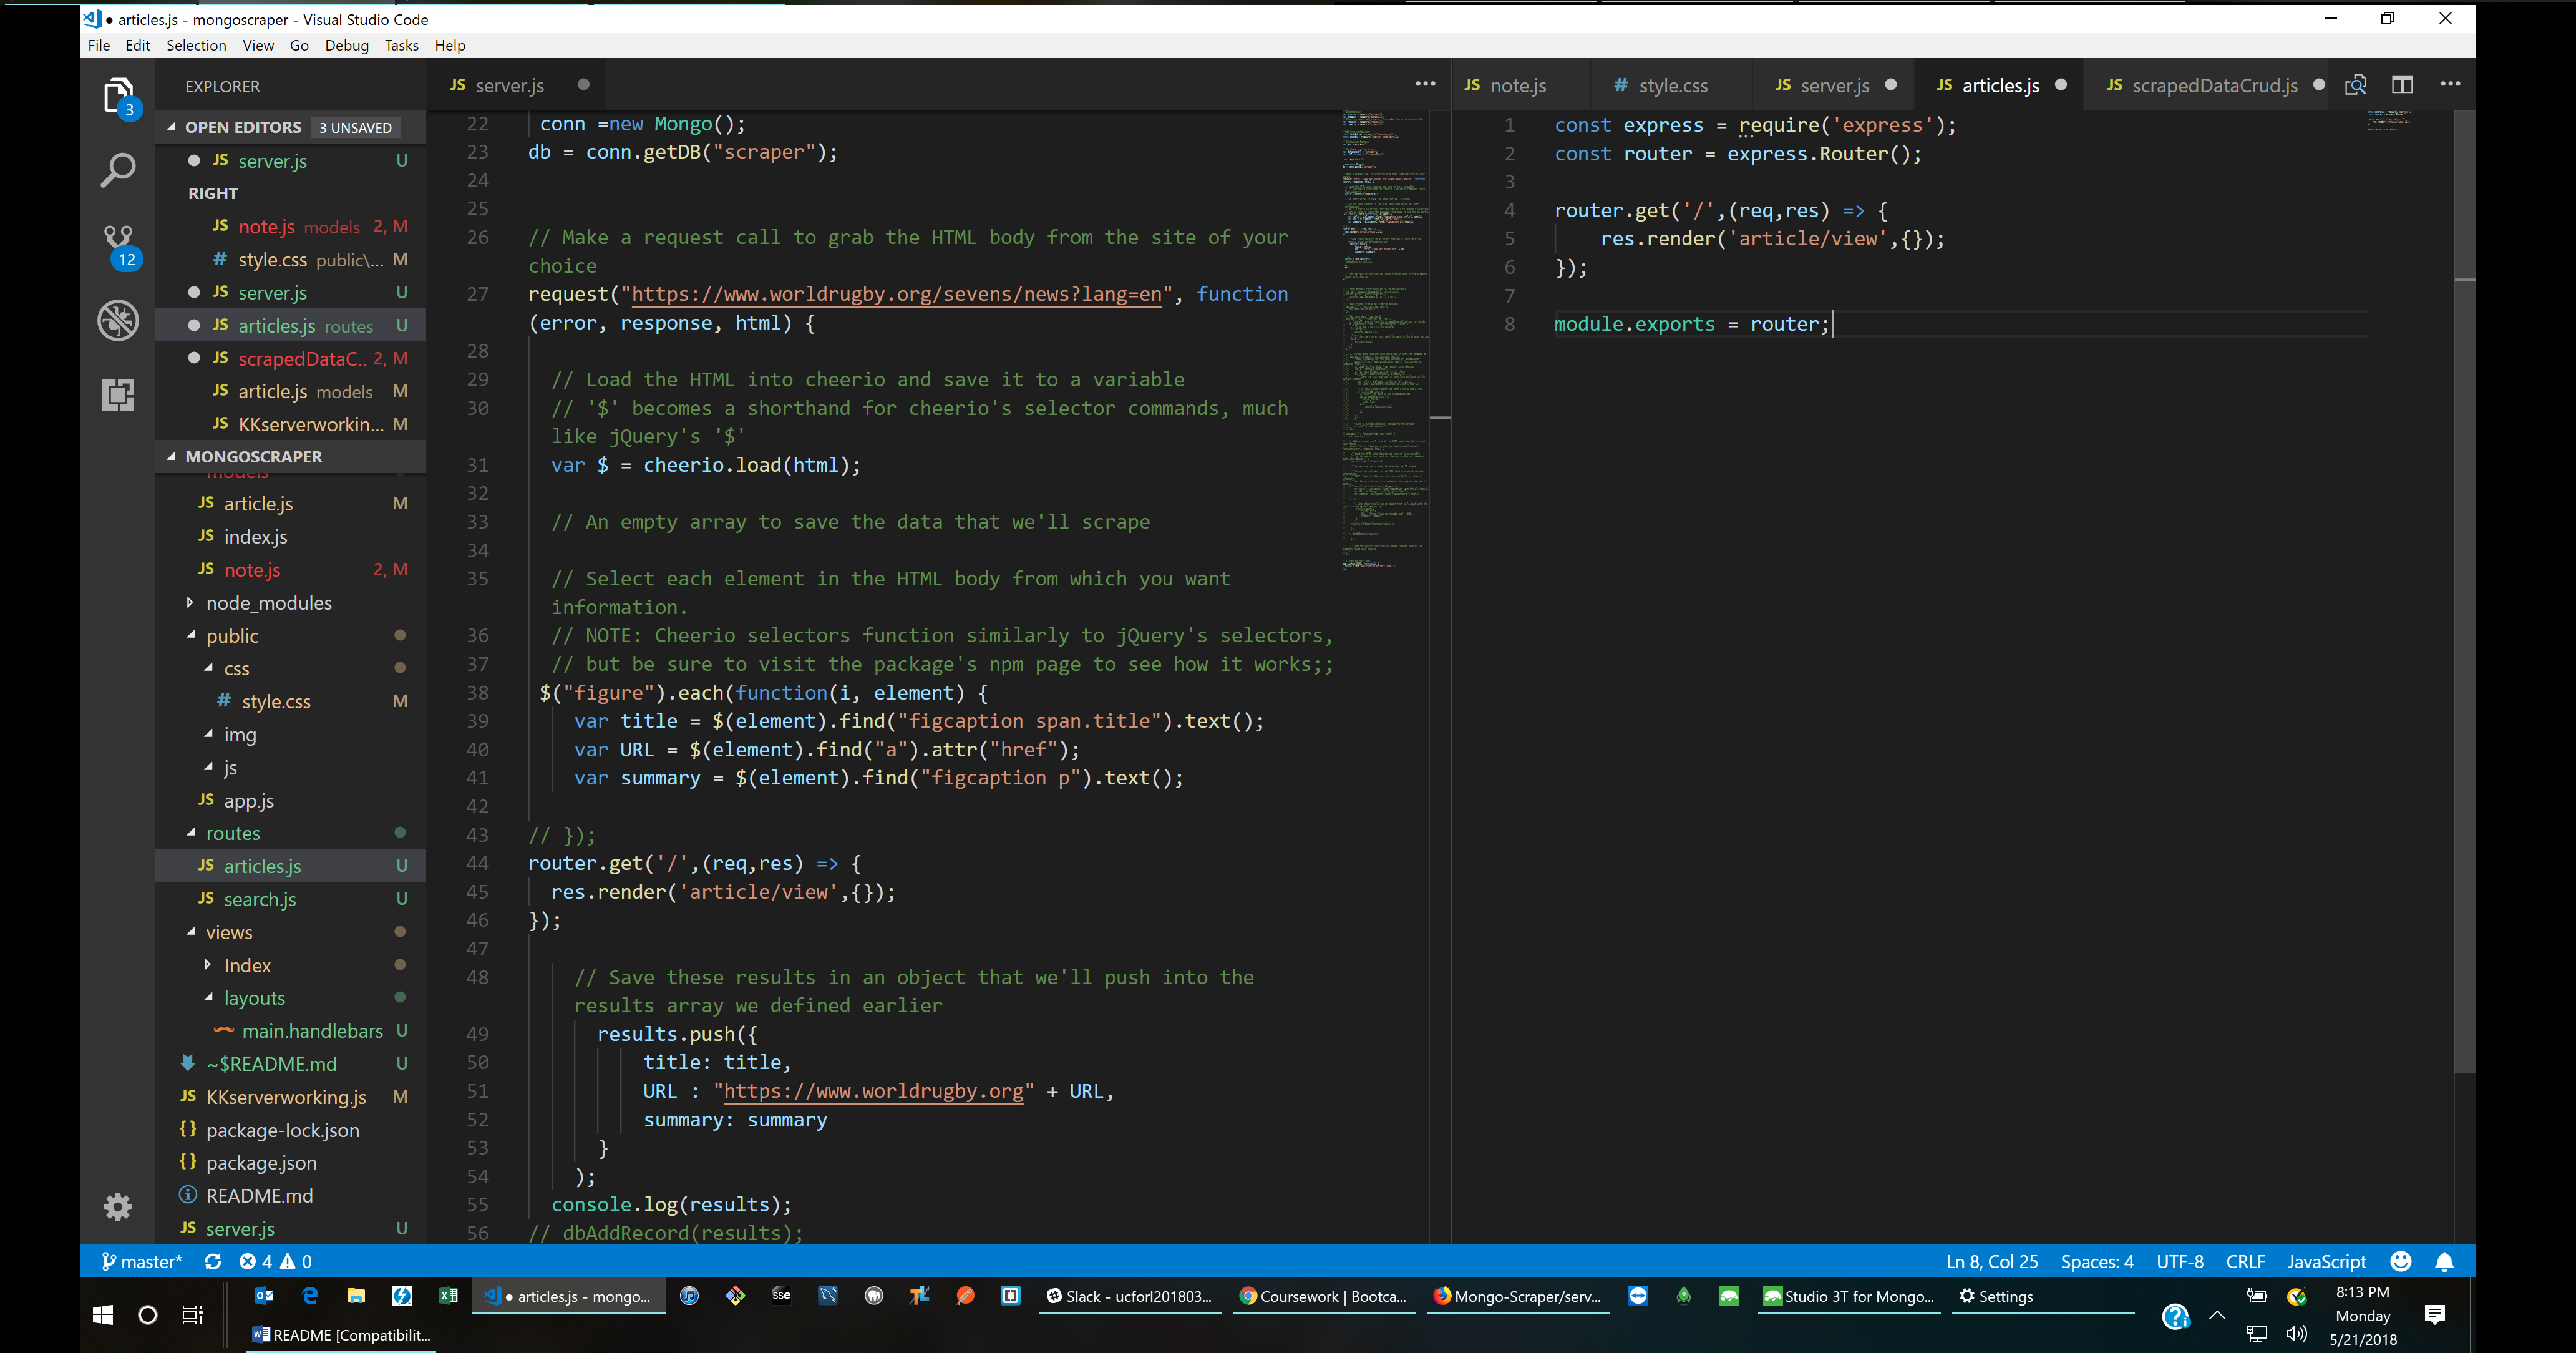 articles.js - mongoscraper - Visual Studio Code
File Edit Selection View Go Debug Tasks Help
EXPLORER
3
12
OPEN EDITORS 3 UNSAVED
JS server.js U
RIGHT
JS note.js models 2, M
# style.css public\... M
JS server.js U
JS articles.js routes U
JS scrapedDataC.. 2, M
JS article.js models M
JS KKserverworkin... M
MONGOSCRAPER
models
JS article.js M
JS index.js
JS note.js 2, M
node_modules
public
css
# style.css M
img
js
JS app.js
routes
JS articles.js U
JS search.js U
views
Index
layouts
main.handlebars U
~$README.md U
JS KKserverworking.js M
{} package-lock.json
{} package.json
README.md
JS server.js U
JS server.js
22 conn =new Mongo();
23 db = conn.getDB("scraper");
24
25
26 // Make a request call to grab the HTML body from the site of your
choice
27 request("https://www.worldrugby.org/sevens/news?lang=en", function
(error, response, html) {
28
29 // Load the HTML into cheerio and save it to a variable
30 // '$' becomes a shorthand for cheerio's selector commands, much
like jQuery's '$'
31 var $ = cheerio.load(html);
32
33 // An empty array to save the data that we'll scrape
34
35 // Select each element in the HTML body from which you want
information.
36 // NOTE: Cheerio selectors function similarly to jQuery's selectors,
37 // but be sure to visit the package's npm page to see how it works;;
38 $("figure").each(function(i, element) {
39 var title = $(element).find("figcaption span.title").text();
40 var URL = $(element).find("a").attr("href");
41 var summary = $(element).find("figcaption p").text();
42
43 // });
44 router.get('/',(req,res) => {
45 res.render('article/view',{});
46 });
47
48 // Save these results in an object that we'll push into the
results array we defined earlier
49 results.push({
50 title: title,
51 URL : "https://www.worldrugby.org" + URL,
52 summary: summary
53 }
54 );
55 console.log(results);
56 // dbAddRecord(results);
JS note.js # style.css JS server.js JS articles.js JS scrapedDataCrud.js
1 const express = require('express');
2 const router = express.Router();
3
4 router.get('/',(req,res) => {
5 res.render('article/view',{});
6 });
7
8 module.exports = router;
master* 4 0 Ln 8, Col 25 Spaces: 4 UTF-8 CRLF JavaScript
articles.js - mongo... sse Slack - ucforl201803... Coursework | Bootca... Mongo-Scraper/serv... Studio 3T for Mongo... Settings
README [Compatibilit...
8:13 PM
Monday
5/21/2018